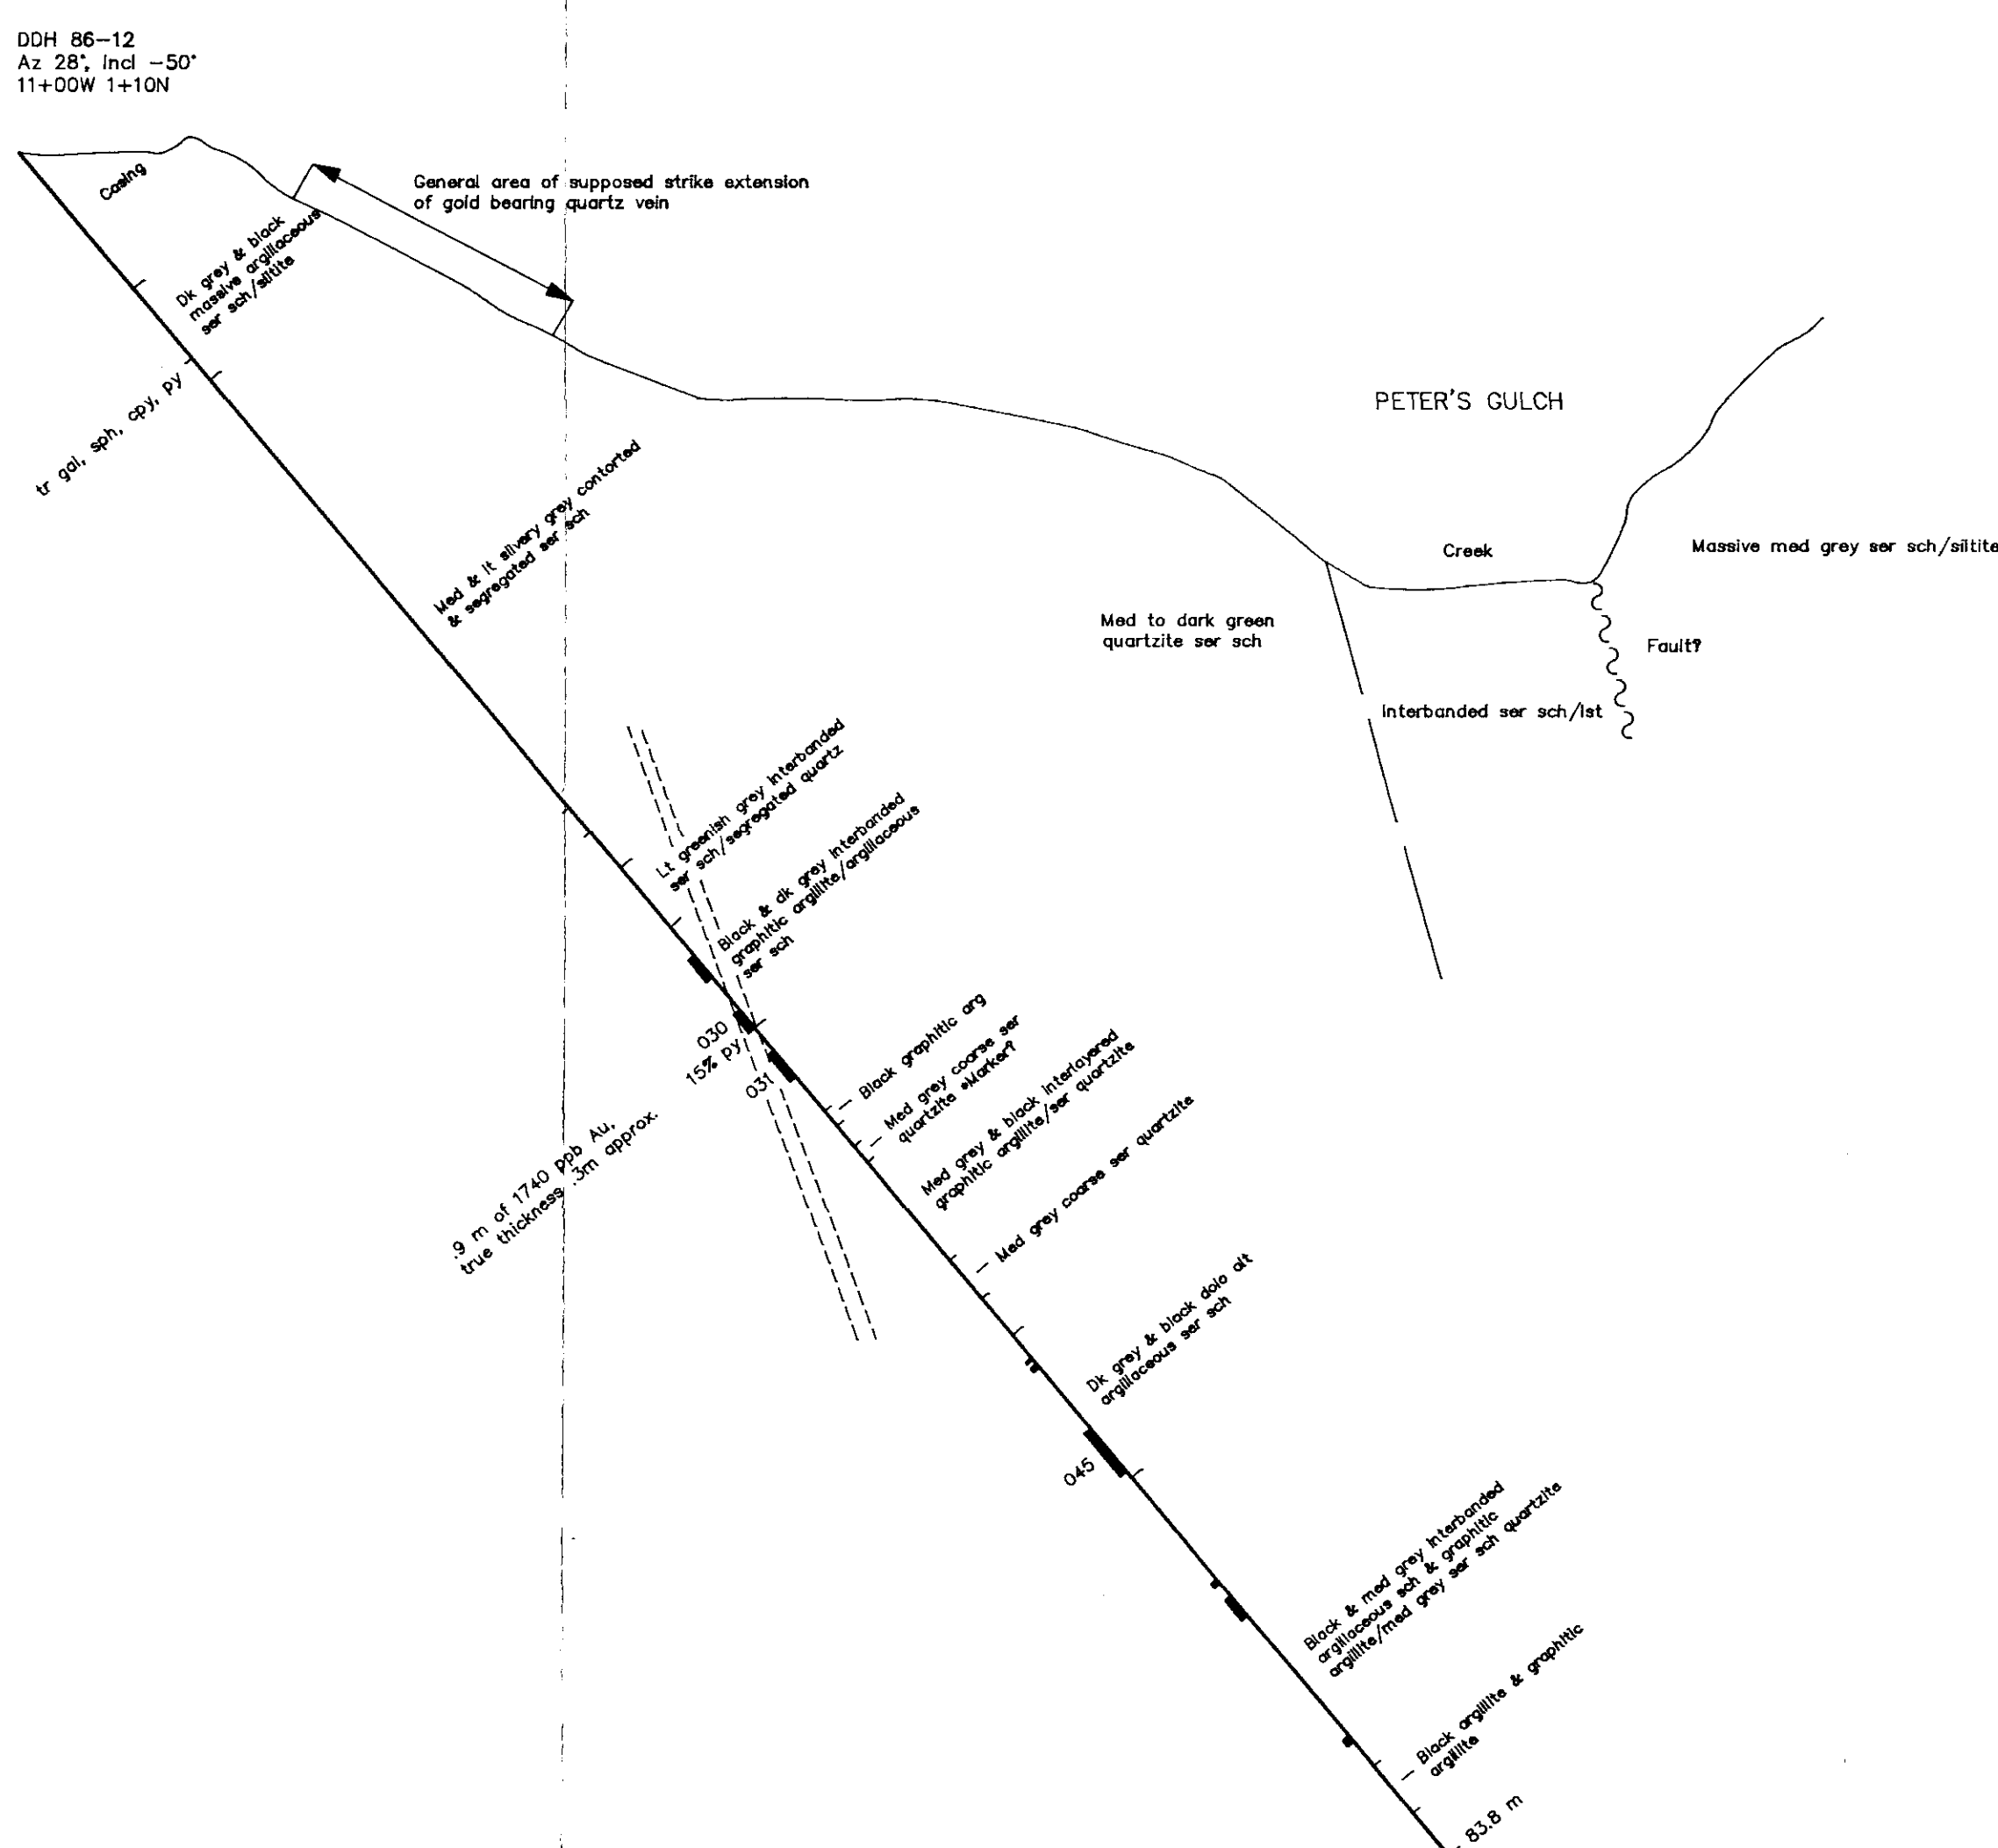 DDH 86-12
Az 28°, Incl -50°
11+00W 1+10N
Casing
General area of supposed strike extension
of gold bearing quartz vein
Dk grey & black
massive argillaceous
ser sch/siltite
tr gal, sph, cpy, py
PETER'S GULCH
Med & lt silvery grey contorted
& segregated ser sch
Creek
Massive med grey ser sch/siltite
Med to dark green
quartzite ser sch
Fault?
Interbanded ser sch/lst
Lt greenish grey interbanded
ser sch/segregated quartz
Black & dk grey interbanded
graphitic argillite/argillaceous
ser sch
030
15% py
031
.9 m of 1740 ppb Au,
true thickness .3m approx.
Black graphitic arg
Med grey coarse ser
quartzite *Marker?
Med grey & black interlayered
graphitic argillite/ser quartzite
Med grey coarse ser quartzite
Dk grey & black dolo alt
argillaceous ser sch
045
Black & med grey interbanded
argillaceous sch & graphitic
argillite/med grey ser sch quartzite
Black argillite & graphitic
argillite
83.8 m